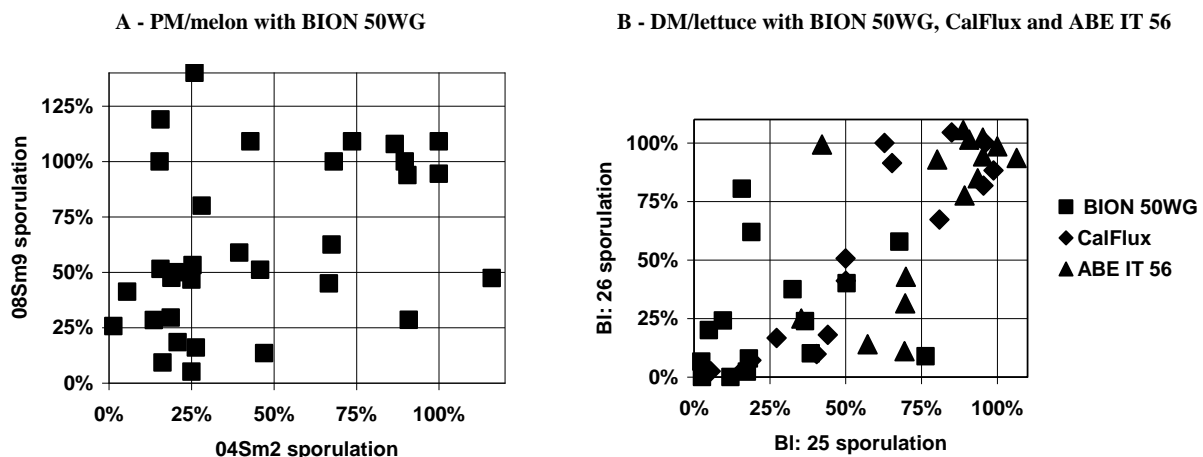 A - PM/melon with BION 50WG
125%
100%
75%
50%
25%
0%
08Sm9 sporulation
0% 25% 50% 75% 100%
04Sm2 sporulation
B - DM/lettuce with BION 50WG, CalFlux and ABE IT 56
100%
75%
50%
25%
0%
Bl: 26 sporulation
0% 25% 50% 75% 100%
Bl: 25 sporulation
BION 50WG
CalFlux
ABE IT 56